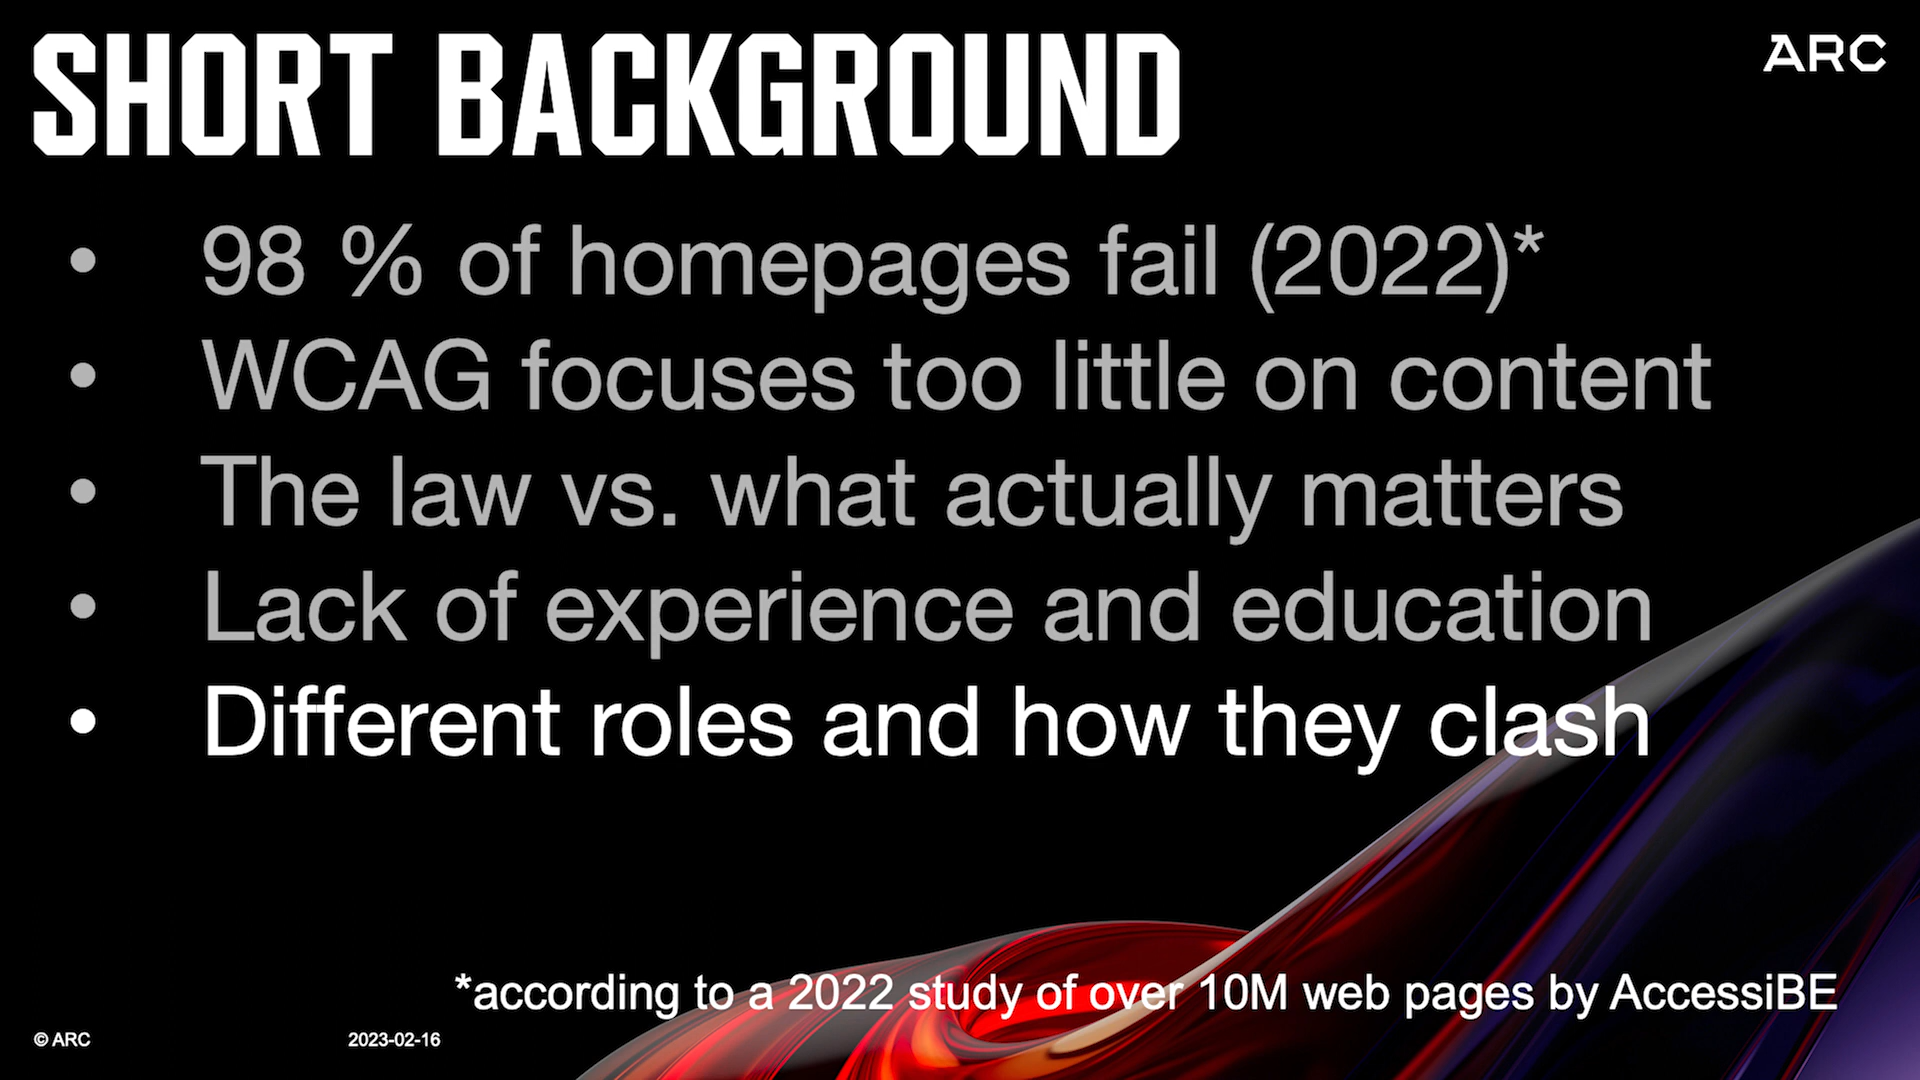 SHORT BACKGROUND
ARC
• 98 % of homepages fail (2022)*
• WCAG focuses too little on content
• The law vs. what actually matters
• Lack of experience and education
• Different roles and how they clash
*according to a 2022 study of over 10M web pages by AccessiBE
© ARC 2023-02-16